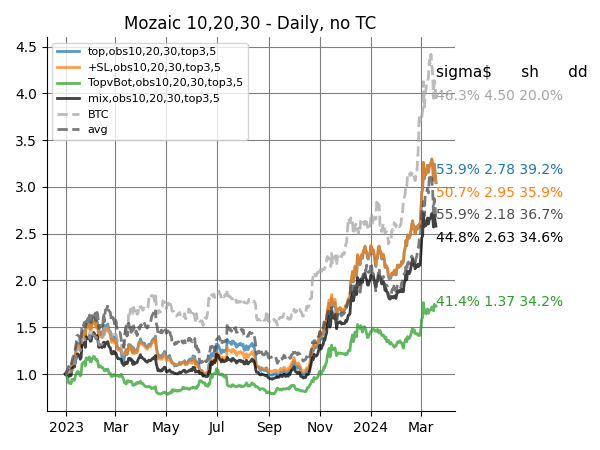 Mozaic 10,20,30 - Daily, no TC
top,obs10,20,30,top3,5
+SL,obs10,20,30,top3,5
TopvBot,obs10,20,30,top3,5
mix,obs10,20,30,top3,5
BTC
avg
sigma$ sh dd
46.3% 4.50 20.0%
53.9% 2.78 39.2%
50.7% 2.95 35.9%
55.9% 2.18 36.7%
44.8% 2.63 34.6%
41.4% 1.37 34.2%
4.5
4.0
3.5
3.0
2.5
2.0
1.5
1.0
2023 Mar May Jul Sep Nov 2024 Mar